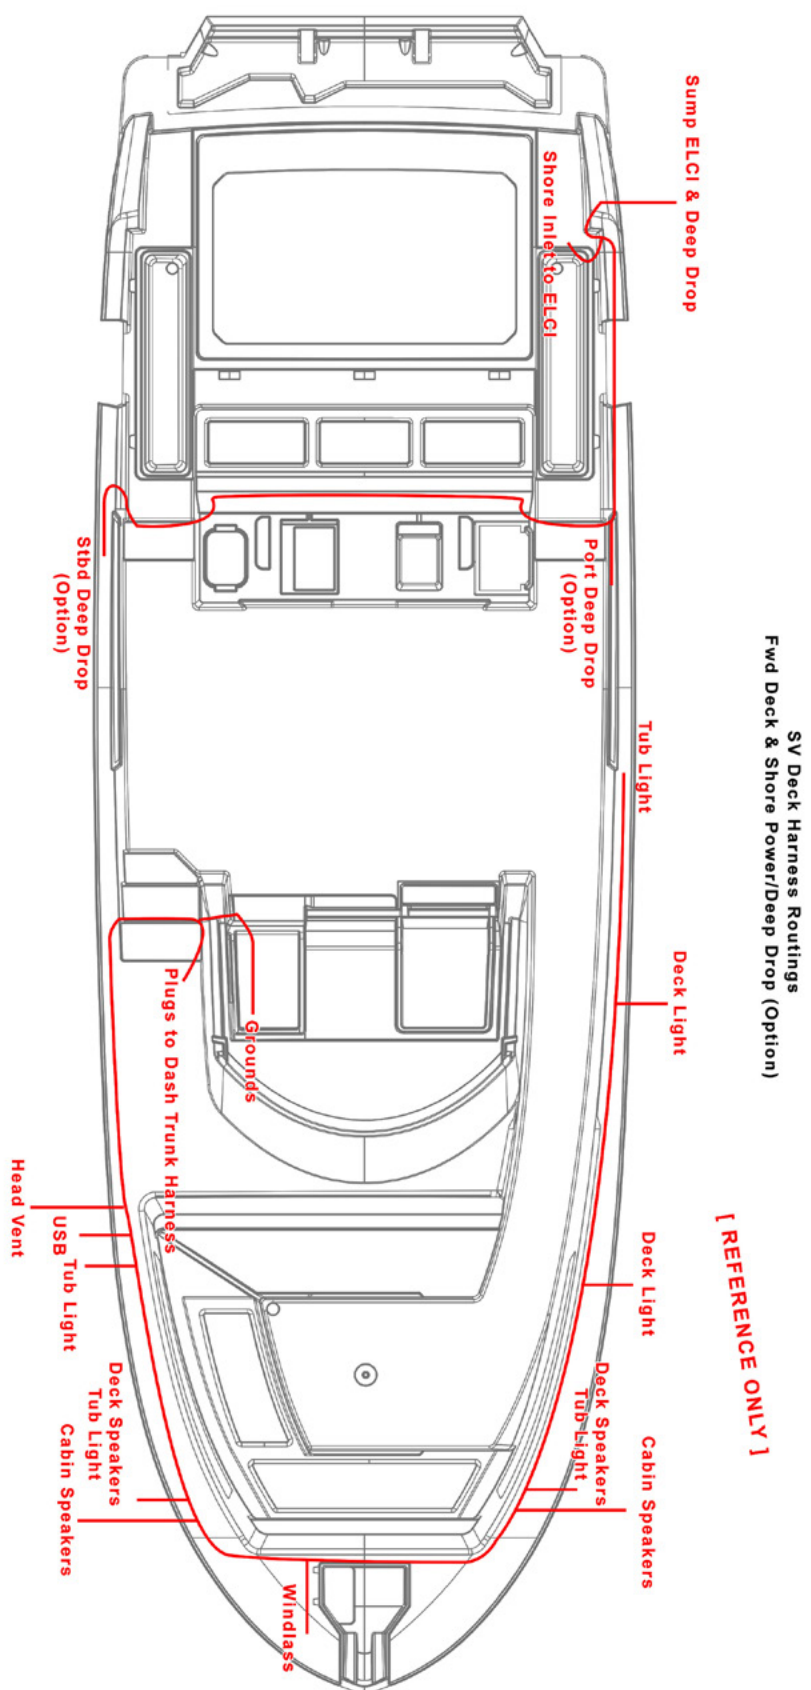 SV Deck Harness Routings
Fwd Deck & Shore Power/Deep Drop (Option)
[ REFERENCE ONLY ]
Sump ELCI & Deep Drop
Shore Inlet to ELCI
Port Deep Drop
(Option)
Stbd Deep Drop
(Option)
Tub Light
Deck Light
Grounds
Plugs to Dash Trunk Harness
Head Vent
USB
Tub Light
Deck Light
Deck Speakers
Tub Light
Cabin Speakers
Deck Speakers
Tub Light
Cabin Speakers
Windlass